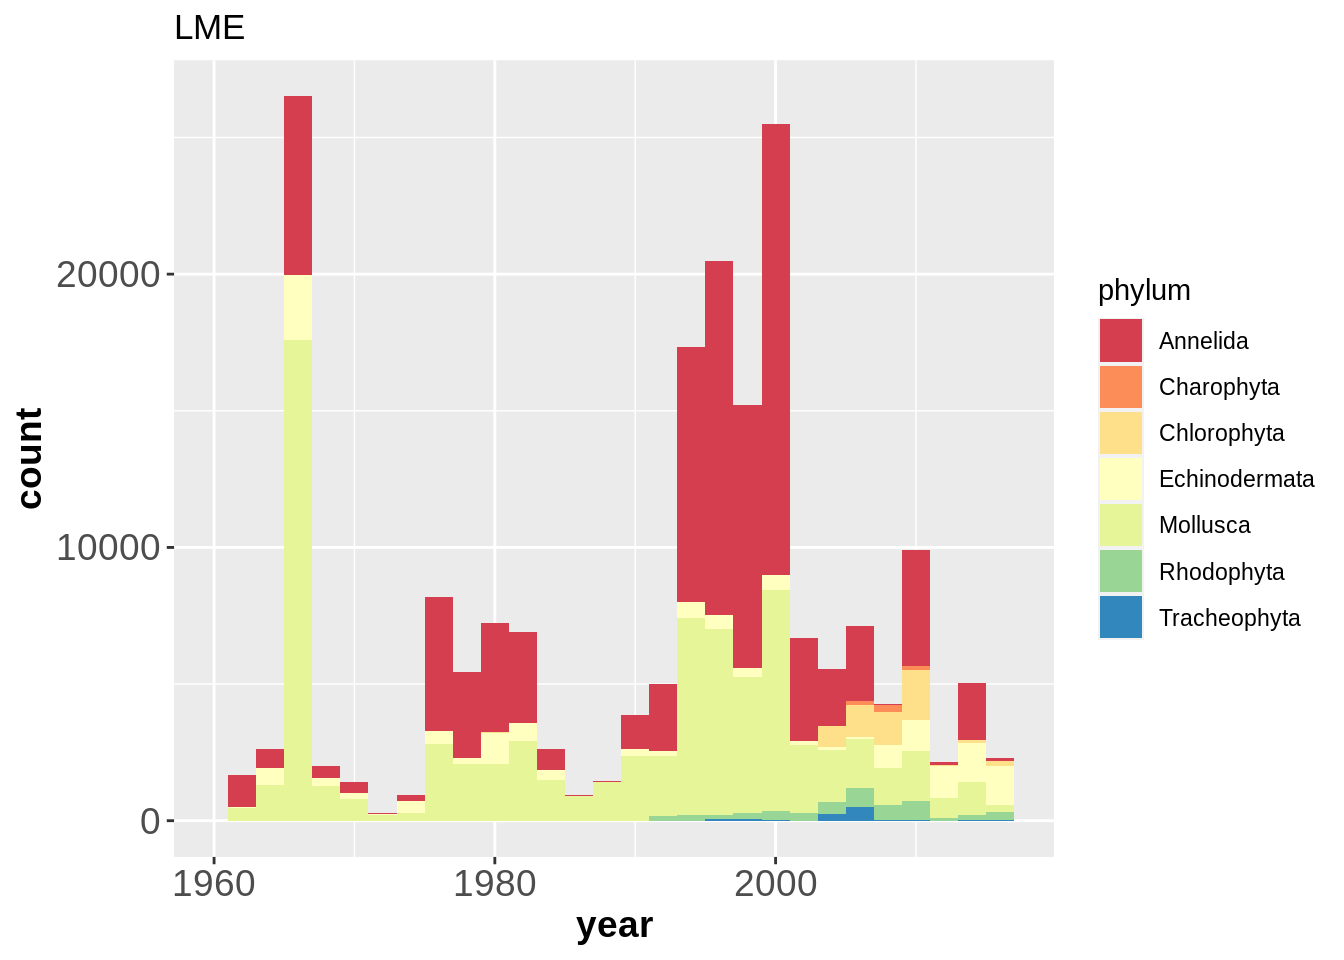 LME
20000
10000
0
count
1960
1980
2000
year
phylum
Annelida
Charophyta
Chlorophyta
Echinodermata
Mollusca
Rhodophyta
Tracheophyta